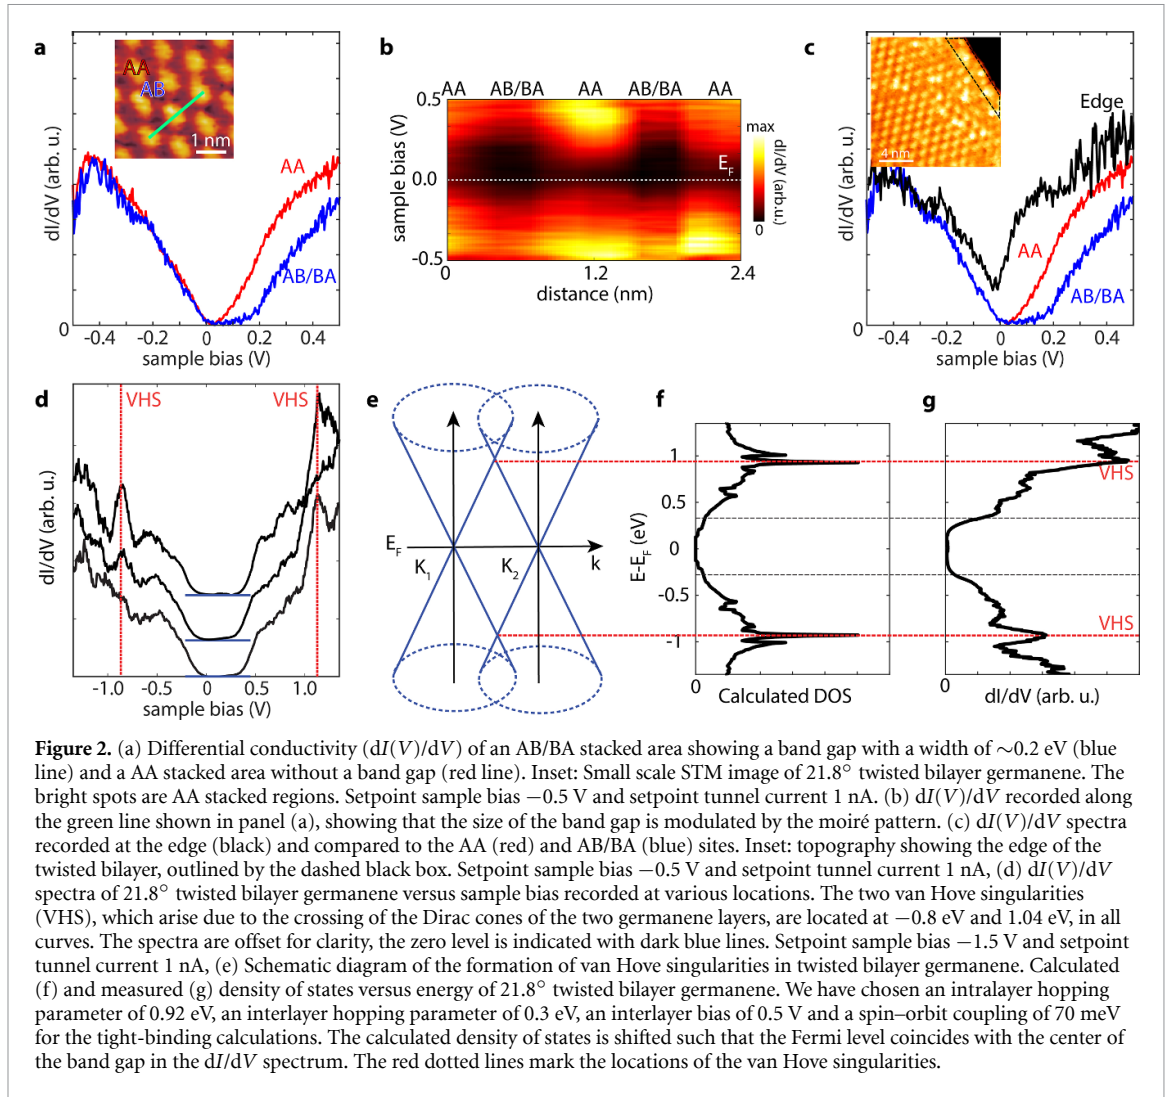 a
AA
AB
1 nm
AA
AB/BA
dI/dV (arb. u.)
0
-0.4 -0.2 0 0.2 0.4
sample bias (V)
b
AA AB/BA AA AB/BA AA
0.5
0.0
-0.5
sample bias (V)
E_F
0 1.2 2.4
distance (nm)
max
0
dI/dV (arb.u.)
c
4 nm
Edge
AA
AB/BA
dI/dV (arb. u.)
0
-0.4 -0.2 0 0.2 0.4
sample bias (V)
d
VHS VHS
dI/dV (arb. u.)
-1.0 -0.5 0 0.5 1.0
sample bias (V)
e
E_F
K_1 K_2 k
f
1
0.5
0
-0.5
-1
E-E_F (eV)
0
Calculated DOS
g
VHS
VHS
0
dI/dV (arb. u.)
Figure 2. (a) Differential conductivity (dI(V)/dV) of an AB/BA stacked area showing a band gap with a width of ∼0.2 eV (blue
line) and a AA stacked area without a band gap (red line). Inset: Small scale STM image of 21.8° twisted bilayer germanene. The
bright spots are AA stacked regions. Setpoint sample bias −0.5 V and setpoint tunnel current 1 nA. (b) dI(V)/dV recorded along
the green line shown in panel (a), showing that the size of the band gap is modulated by the moiré pattern. (c) dI(V)/dV spectra
recorded at the edge (black) and compared to the AA (red) and AB/BA (blue) sites. Inset: topography showing the edge of the
twisted bilayer, outlined by the dashed black box. Setpoint sample bias −0.5 V and setpoint tunnel current 1 nA, (d) dI(V)/dV
spectra of 21.8° twisted bilayer germanene versus sample bias recorded at various locations. The two van Hove singularities
(VHS), which arise due to the crossing of the Dirac cones of the two germanene layers, are located at −0.8 eV and 1.04 eV, in all
curves. The spectra are offset for clarity, the zero level is indicated with dark blue lines. Setpoint sample bias −1.5 V and setpoint
tunnel current 1 nA, (e) Schematic diagram of the formation of van Hove singularities in twisted bilayer germanene. Calculated
(f) and measured (g) density of states versus energy of 21.8° twisted bilayer germanene. We have chosen an intralayer hopping
parameter of 0.92 eV, an interlayer hopping parameter of 0.3 eV, an interlayer bias of 0.5 V and a spin–orbit coupling of 70 meV
for the tight-binding calculations. The calculated density of states is shifted such that the Fermi level coincides with the center of
the band gap in the dI/dV spectrum. The red dotted lines mark the locations of the van Hove singularities.